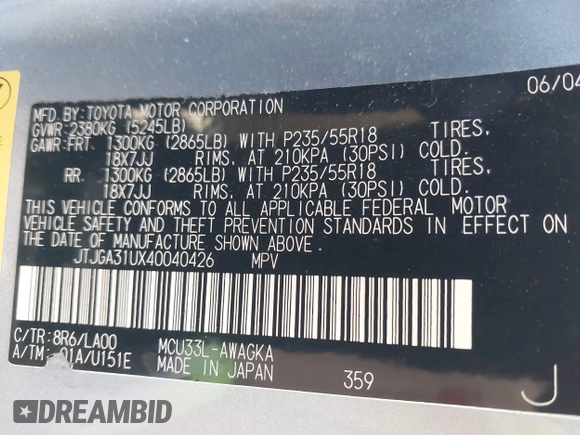 06/04
MFD. BY:TOYOTA MOTOR CORPORATION
GVWR:2380KG (5245LB)
GAWR:FRT. 1300KG (2865LB) WITH P235/55R18 TIRES,
18X7JJ RIMS, AT 210KPA (30PSI) COLD.
RR. 1300KG (2865LB) WITH P235/55R18 TIRES,
18X7JJ RIMS, AT 210KPA (30PSI) COLD.
THIS VEHICLE CONFORMS TO ALL APPLICABLE FEDERAL MOTOR
VEHICLE SAFETY AND THEFT PREVENTION STANDARDS IN EFFECT ON
THE DATE OF MANUFACTURE SHOWN ABOVE.
JTJGA31UX40040426 MPV
C/TR: 8R6/LA00 MCU33L-AWAGKA
A/TM: -01A/U151E MADE IN JAPAN 359 J
DREAMBID